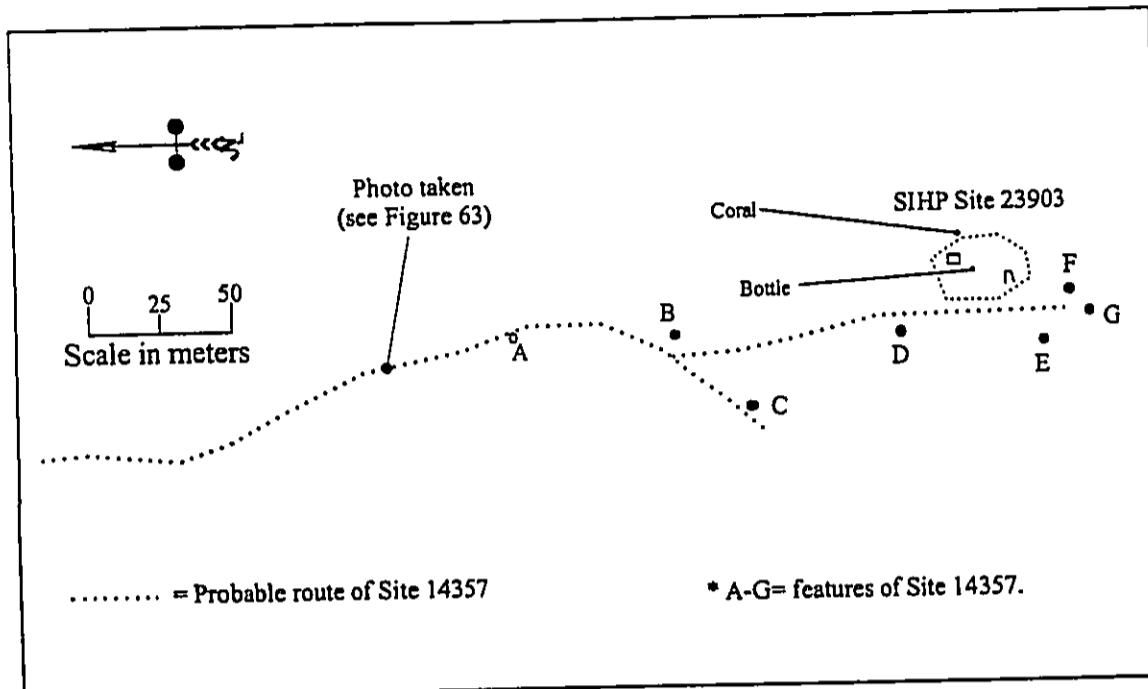 Photo taken
(see Figure 63)
SIHP Site 23903
Coral
Bottle
0 25 50
Scale in meters
A
B
C
D
E
F
G
.......... = Probable route of Site 14357
* A-G= features of Site 14357.